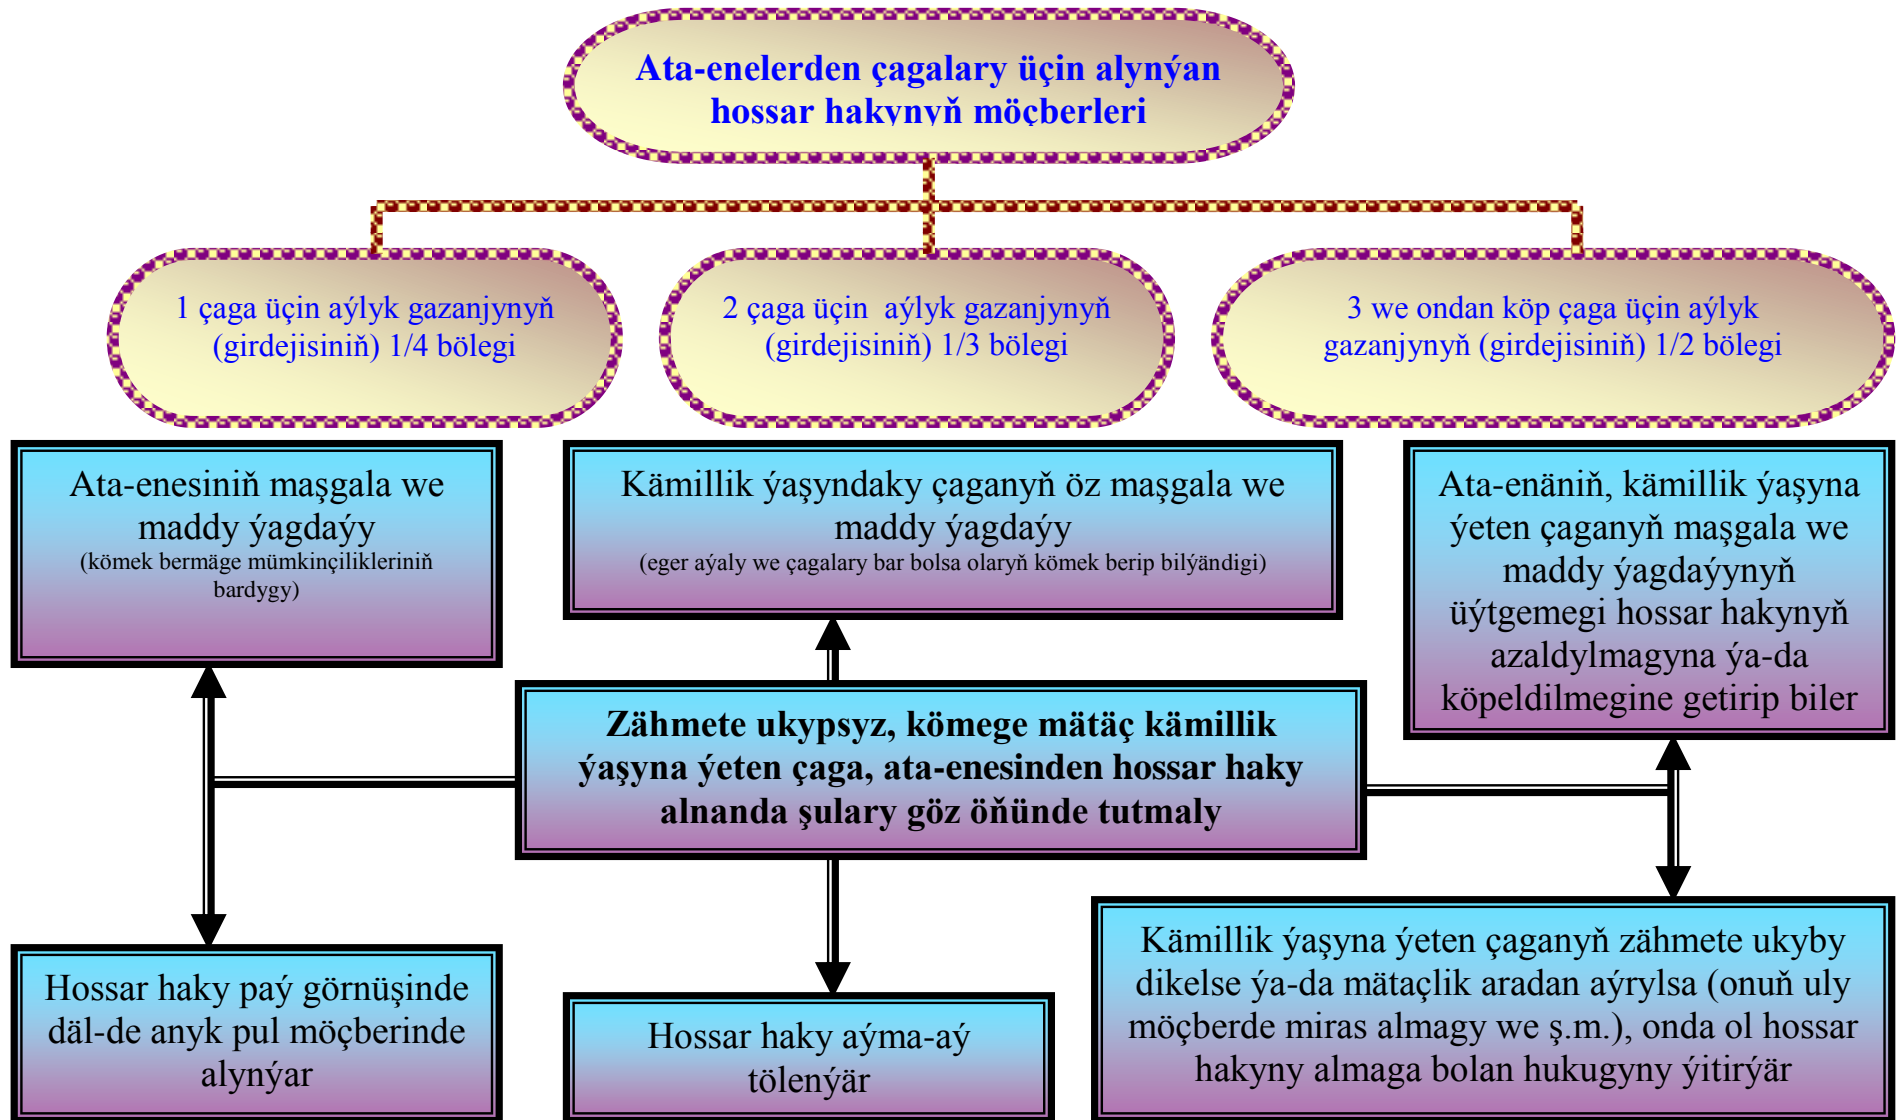 Ata-enelerden çagalary üçin alynýan
hossar hakynyň möçberleri
1 çaga üçin aýlyk gazanjynyň
(girdejisiniň) 1/4 bölegi
2 çaga üçin aýlyk gazanjynyň
(girdejisiniň) 1/3 bölegi
3 we ondan köp çaga üçin aýlyk
gazanjynyň (girdejisiniň) 1/2 bölegi
Ata-enesiniň maşgala we
maddy ýagdaýy
(kömek bermäge mümkinçilikleriniň
bardygy)
Kämillik ýaşyndaky çaganyň öz maşgala we
maddy ýagdaýy
(eger aýaly we çagalary bar bolsa olaryň kömek berip bilýändigi)
Ata-enäniň, kämillik ýaşyna
ýeten çaganyň maşgala we
maddy ýagdaýynyň
üýtgemegi hossar hakynyň
azaldylmagyna ýa-da
köpeldilmegine getirip biler
Zähmete ukypsyz, kömege mätäç kämillik
ýaşyna ýeten çaga, ata-enesinden hossar haky
alnanda şulary göz öňünde tutmaly
Hossar haky paý görnüşinde
däl-de anyk pul möçberinde
alynýar
Hossar haky aýma-aý
tölenýär
Kämillik ýaşyna ýeten çaganyň zähmete ukyby
dikelse ýa-da mätaçlik aradan aýrylsa (onuň uly
möçberde miras almagy we ş.m.), onda ol hossar
hakyny almaga bolan hukugyny ýitirýär